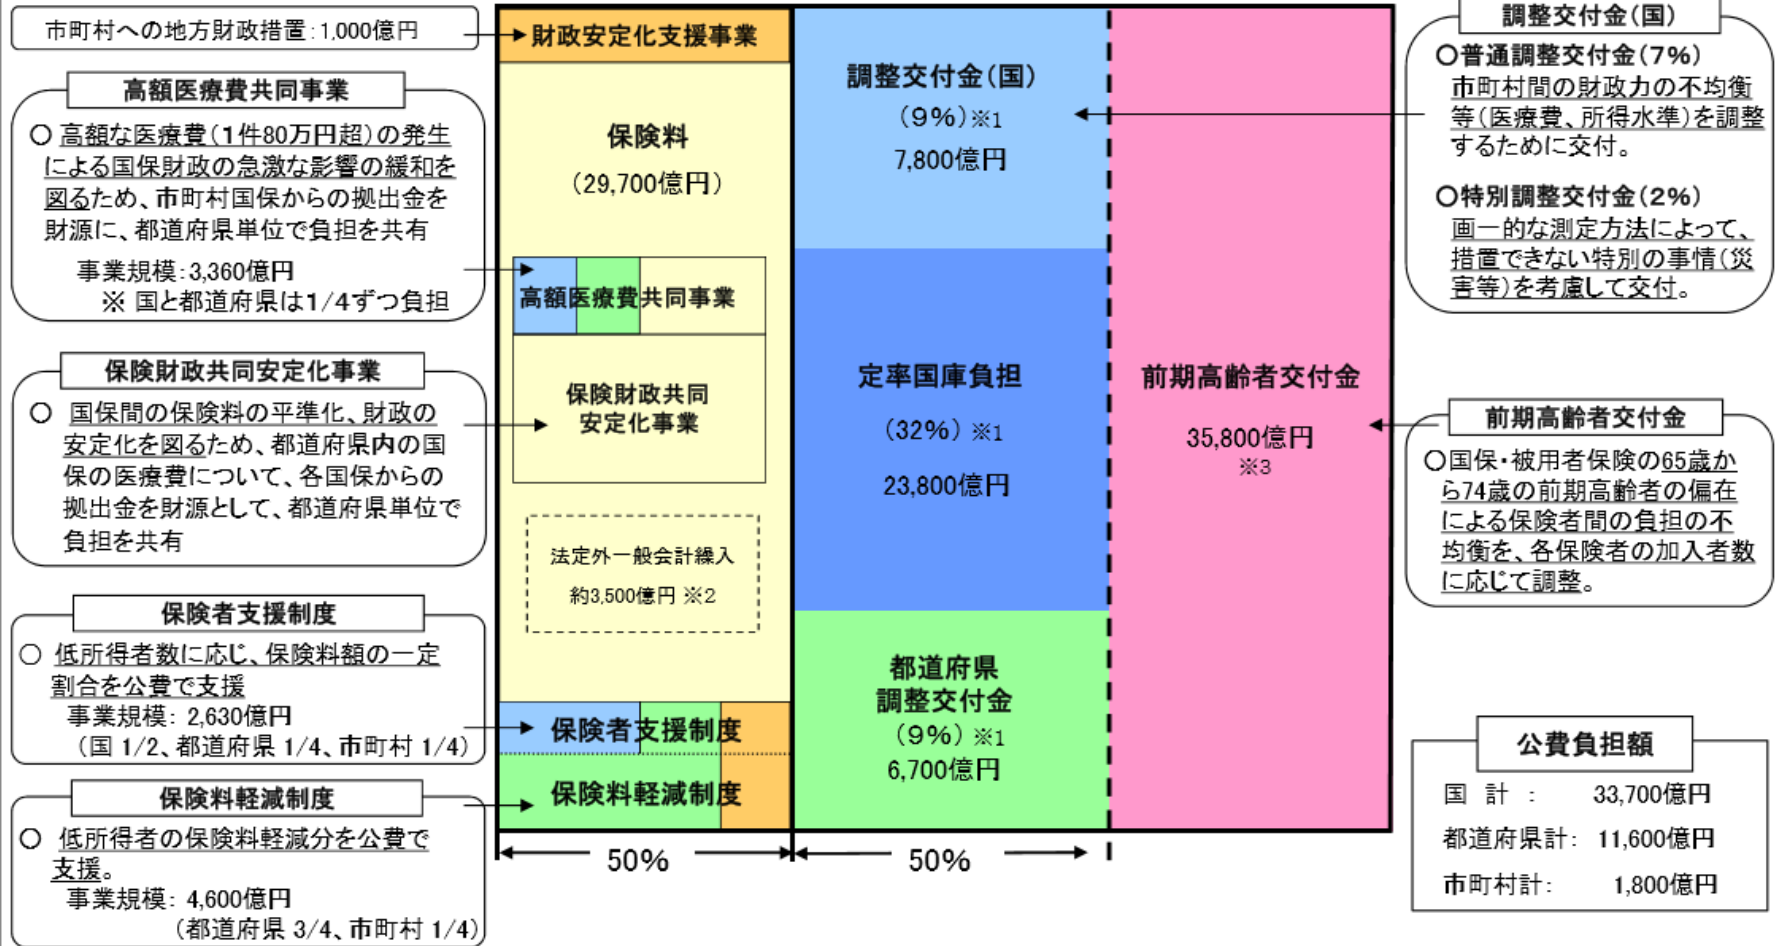 市町村への地方財政措置：1,000億円
高額医療費共同事業
○ 高額な医療費（1件80万円超）の発生
による国保財政の急激な影響の緩和を
図るため、市町村国保からの拠出金を
財源に、都道府県単位で負担を共有
事業規模：3,360億円
※ 国と都道府県は1/4ずつ負担
保険財政共同安定化事業
○ 国保間の保険料の平準化、財政の
安定化を図るため、都道府県内の国
保の医療費について、各国保からの
拠出金を財源として、都道府県単位で
負担を共有
保険者支援制度
○ 低所得者数に応じ、保険料額の一定
割合を公費で支援
事業規模： 2,630億円
（国 1/2、都道府県 1/4、市町村 1/4）
保険料軽減制度
○ 低所得者の保険料軽減分を公費で
支援。
事業規模： 4,600億円
（都道府県 3/4、市町村 1/4）
財政安定化支援事業
保険料
（29,700億円）
高額医療費共同事業
保険財政共同
安定化事業
法定外一般会計繰入
約3,500億円 ※2
保険者支援制度
保険料軽減制度
50%
調整交付金（国）
（9%）※1
7,800億円
定率国庫負担
（32%） ※1
23,800億円
都道府県
調整交付金
（9%） ※1
6,700億円
50%
前期高齢者交付金
35,800億円
※3
調整交付金（国）
○普通調整交付金（7%）
市町村間の財政力の不均衡
等（医療費、所得水準）を調整
するために交付。
○特別調整交付金（2%）
画一的な測定方法によって、
措置できない特別の事情（災
害等）を考慮して交付。
前期高齢者交付金
○国保・被用者保険の65歳か
ら74歳の前期高齢者の偏在
による保険者間の負担の不
均衡を、各保険者の加入者数
に応じて調整。
公費負担額
国 計 ： 33,700億円
都道府県計： 11,600億円
市町村計： 1,800億円